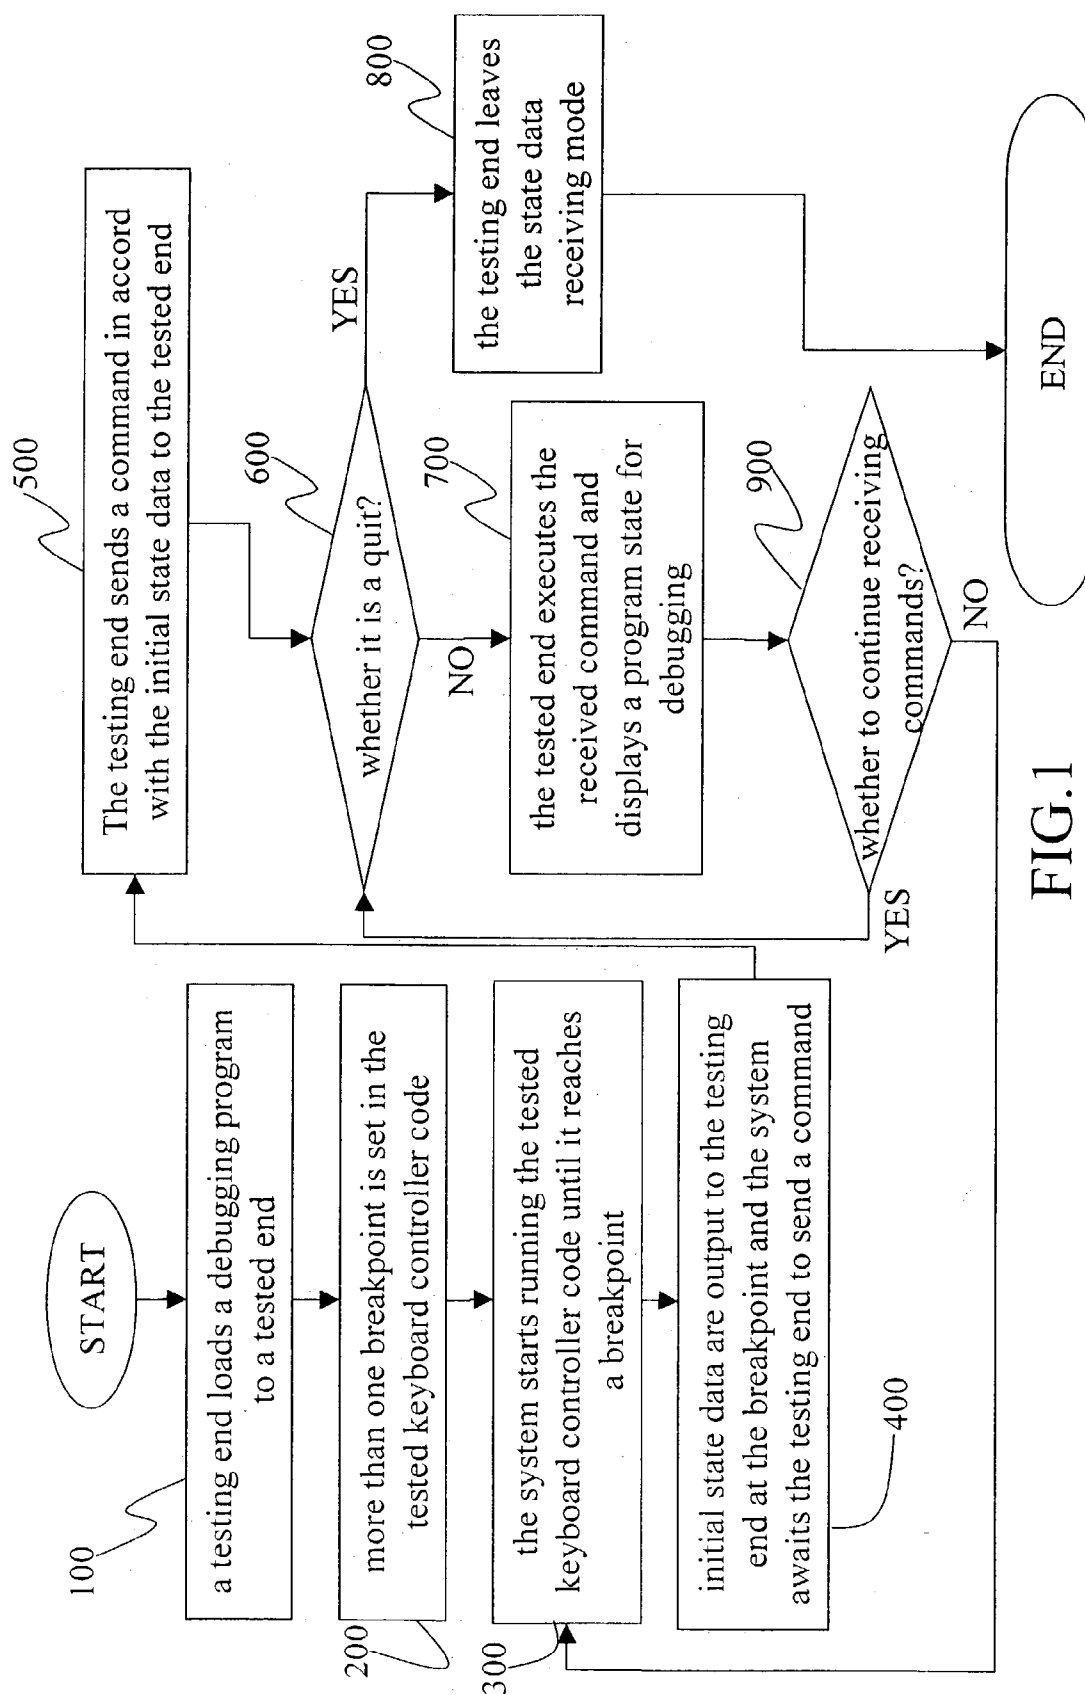 START
100
a testing end loads a debugging program
to a tested end
200
more than one breakpoint is set in the
tested keyboard controller code
300
the system starts running the tested
keyboard controller code until it reaches
a breakpoint
400
initial state data are output to the testing
end at the breakpoint and the system
awaits the testing end to send a command
500
The testing end sends a command in accord
with the initial state data to the tested end
600
whether it is a quit?
YES
NO
700
the tested end executes the
received command and
displays a program state for
debugging
800
the testing end leaves
the state data
receiving mode
900
whether to continue receiving
commands?
YES
NO
END
FIG.1